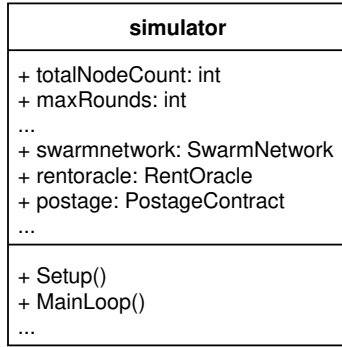 simulator
+ totalNodeCount: int
+ maxRounds: int
...
+ swarmnetwork: SwarmNetwork
+ rentoracle: RentOracle
+ postage: PostageContract
...
+ Setup()
+ MainLoop()
...